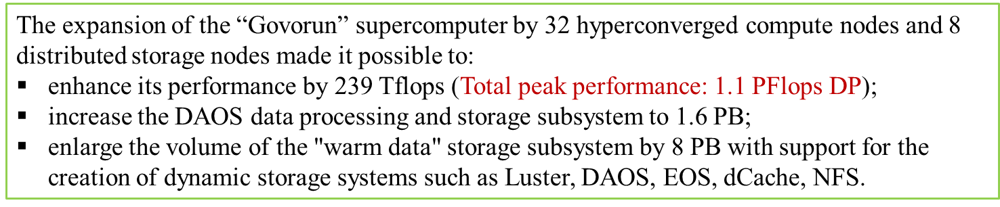 The expansion of the “Govorun” supercomputer by 32 hyperconverged compute nodes and 8
distributed storage nodes made it possible to:
▪ enhance its performance by 239 Tflops (Total peak performance: 1.1 PFlops DP);
▪ increase the DAOS data processing and storage subsystem to 1.6 PB;
▪ enlarge the volume of the "warm data" storage subsystem by 8 PB with support for the
creation of dynamic storage systems such as Luster, DAOS, EOS, dCache, NFS.